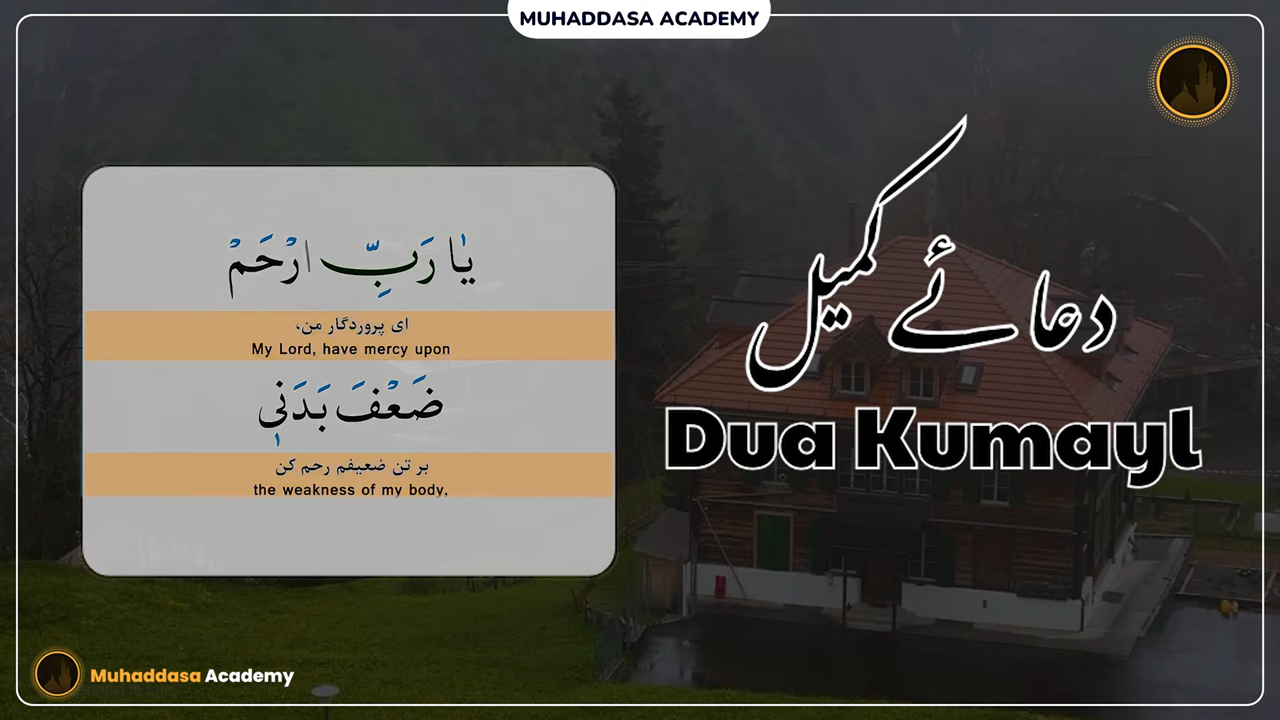 MUHADDASA ACADEMY
یٰا رَبِّ ارْحَمْ
ای پروردگار من،
My Lord, have mercy upon
ضَعْفَ بَدَنٖی
بر تن ضعیفم رحم کن
the weakness of my body,
دعائے کمیل
Dua Kumayl
Muhaddasa Academy